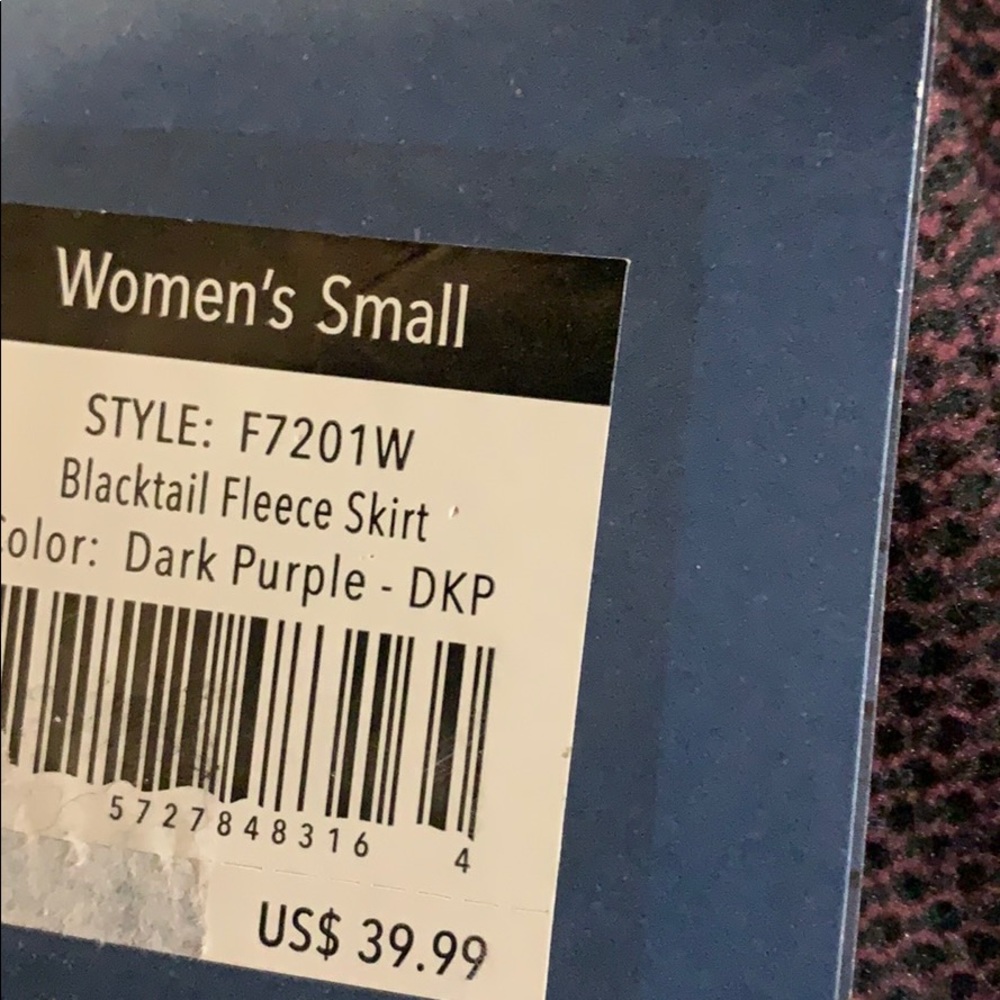 Women's Small
STYLE: F7201W
Blacktail Fleece Skirt
olor: Dark Purple - DKP
5727848316 4
US$ 39.99